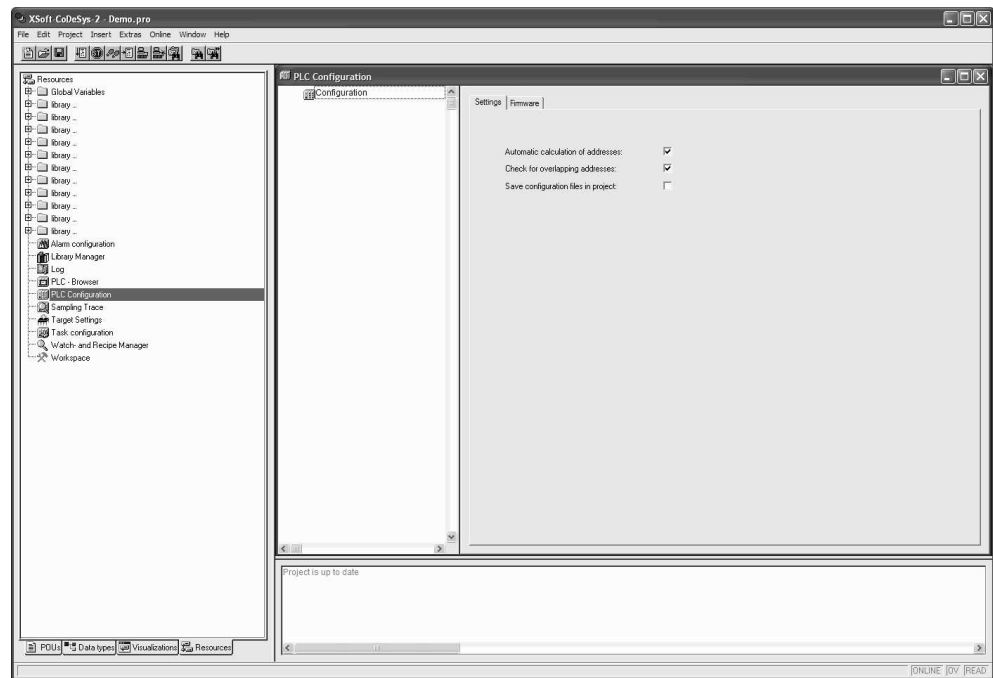 XSoft-CoDeSys-2 - Demo.pro
File Edit Project Insert Extras Online Window Help
Resources
Global Variables
library ..
library ..
library ..
library ..
library ..
library ..
library ..
library ..
library ..
library ..
library ..
Alarm configuration
Library Manager
Log
PLC - Browser
PLC Configuration
Sampling Trace
Target Settings
Task configuration
Watch- and Recipe Manager
Workspace
POUs Data types Visualizations Resources
PLC Configuration
Configuration
Settings Firmware
Automatic calculation of addresses:
Check for overlapping addresses:
Save configuration files in project:
Project is up to date
ONLINE OV READ